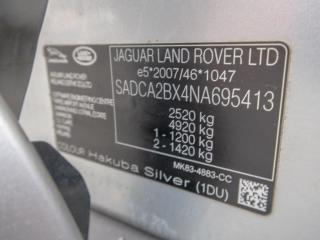 JAGUAR LAND ROVER LTD
e5*2007/46*1047
SADCA2BX4NA695413
2520 kg
4920 kg
1 - 1200 kg
2 - 1420 kg
MK83-4883-CC
COLOUR Hakuba Silver (1DU)